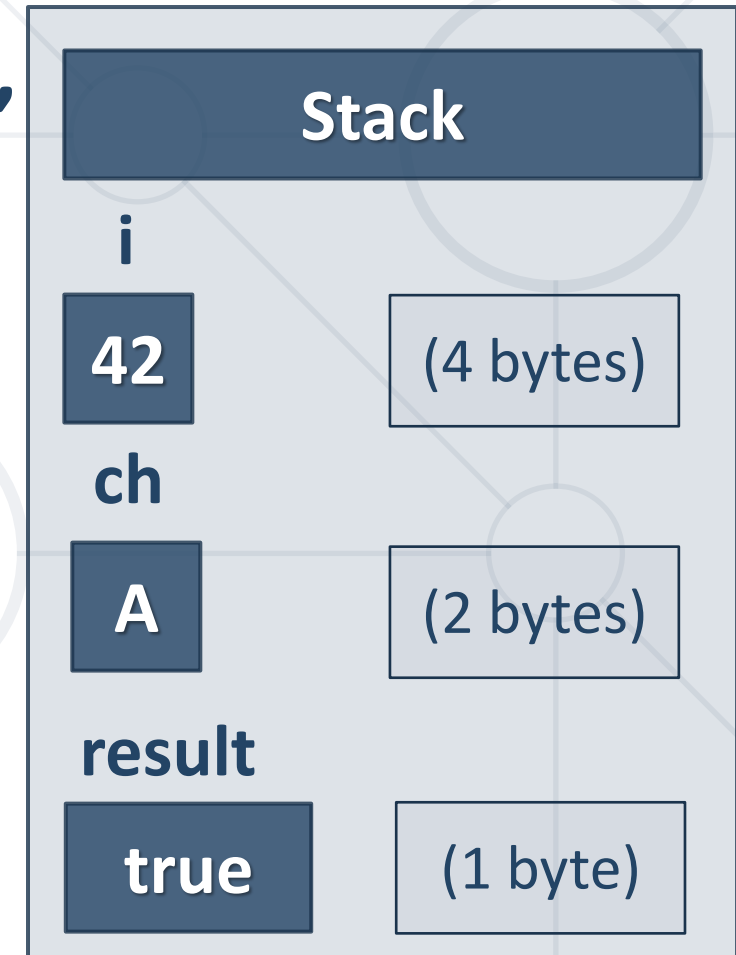 Stack
i
42 (4 bytes)
ch
A (2 bytes)
result
true (1 byte)